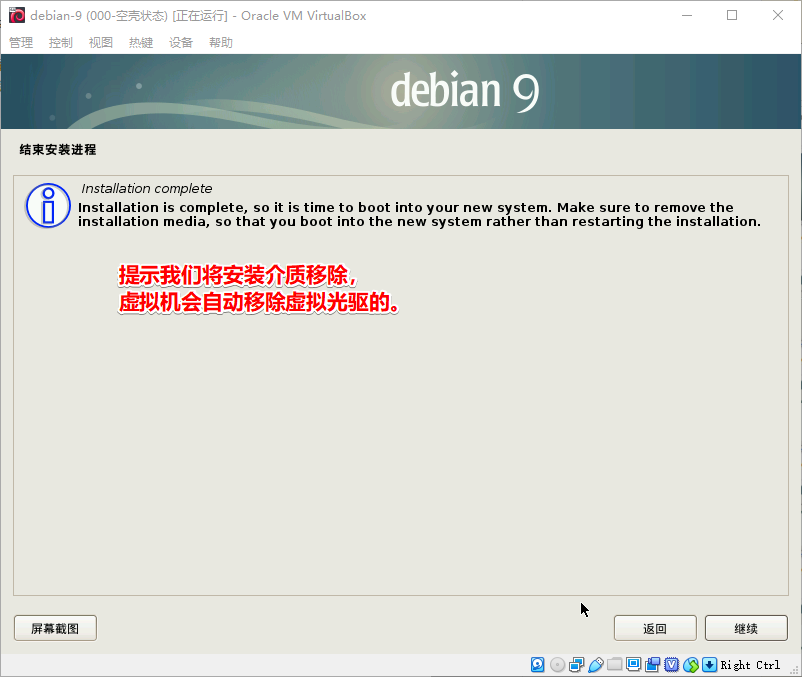 debian-9 (000-空壳状态) [正在运行] - Oracle VM VirtualBox
管理 控制 视图 热键 设备 帮助
debian 9
结束安装进程
Installation complete
Installation is complete, so it is time to boot into your new system. Make sure to remove the
installation media, so that you boot into the new system rather than restarting the installation.
提示我们将安装介质移除，
虚拟机会自动移除虚拟光驱的。
屏幕截图 返回 继续
Right Ctrl